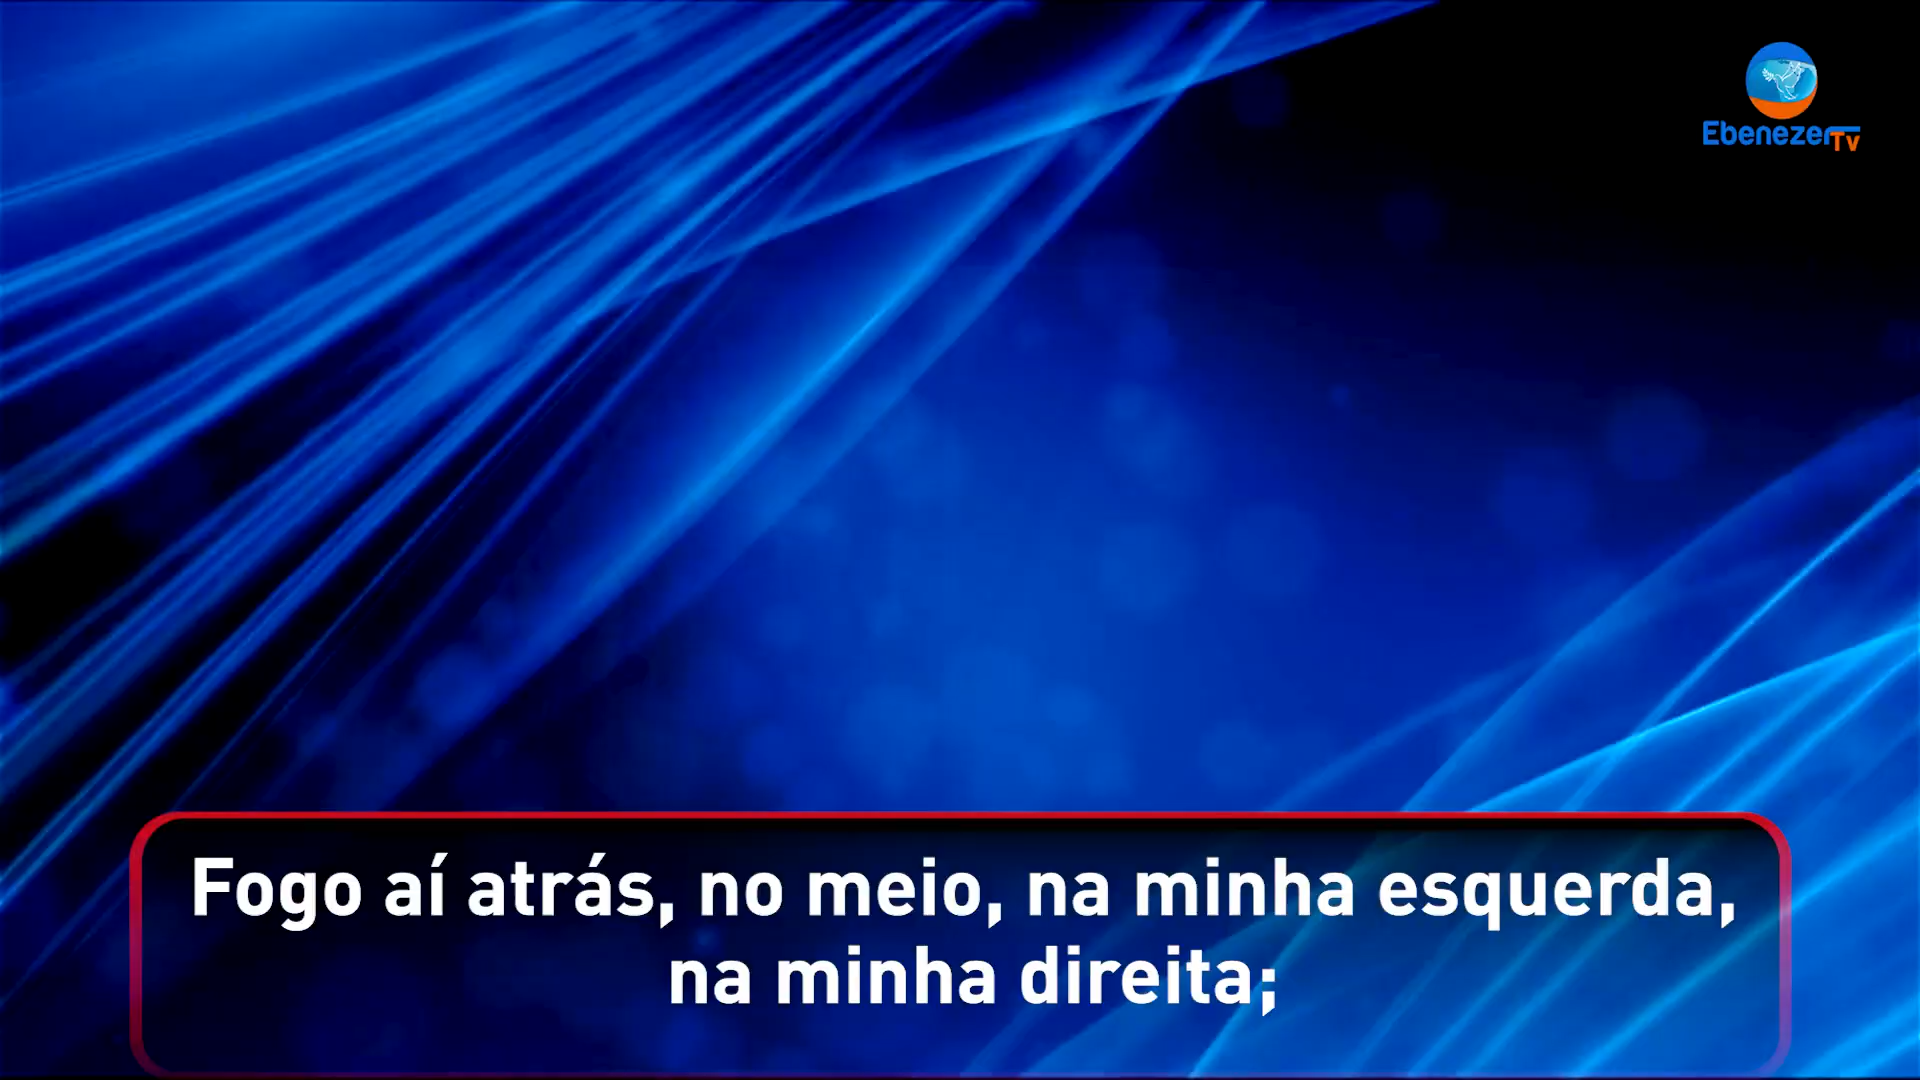 EbenezerTv
Fogo aí atrás, no meio, na minha esquerda,
na minha direita;